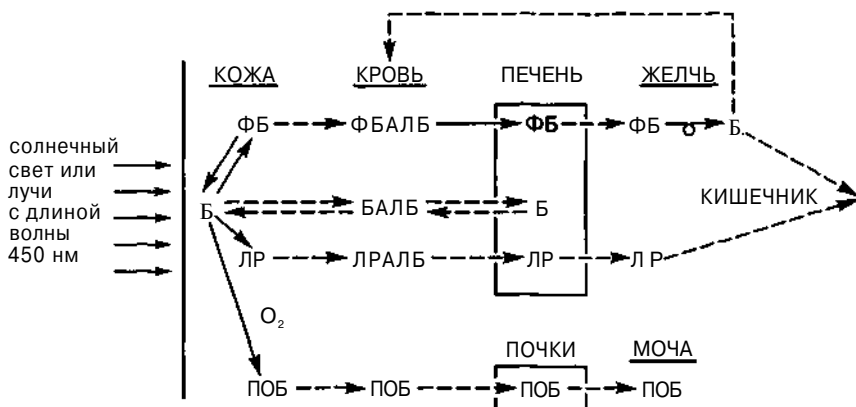 КОЖА КРОВЬ ПЕЧЕНЬ ЖЕЛЧЬ
ФБ ФБАЛБ ФБ ФБ Б
солнечный
свет или
лучи
с длиной
волны
450 нм
Б БАЛБ Б
КИШЕЧНИК
ЛР ЛРАЛБ ЛР ЛР
O₂
ПОЧКИ МОЧА
ПОБ ПОБ ПОБ ПОБ